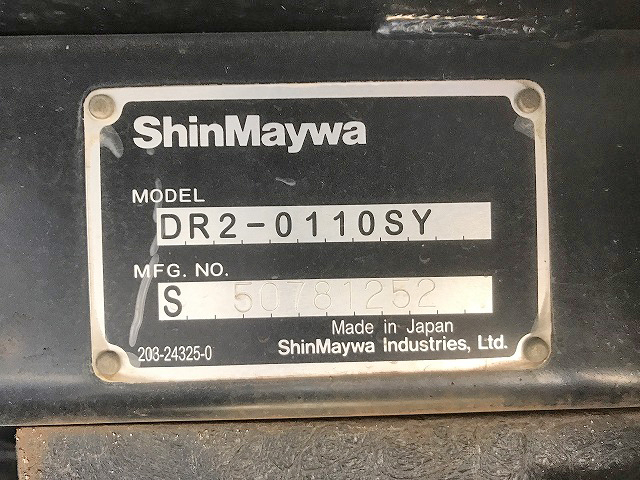 ShinMaywa
MODEL
DR2-0110SY
MFG. NO.
S 50781252
Made in Japan
203-24325-0
ShinMaywa Industries, Ltd.